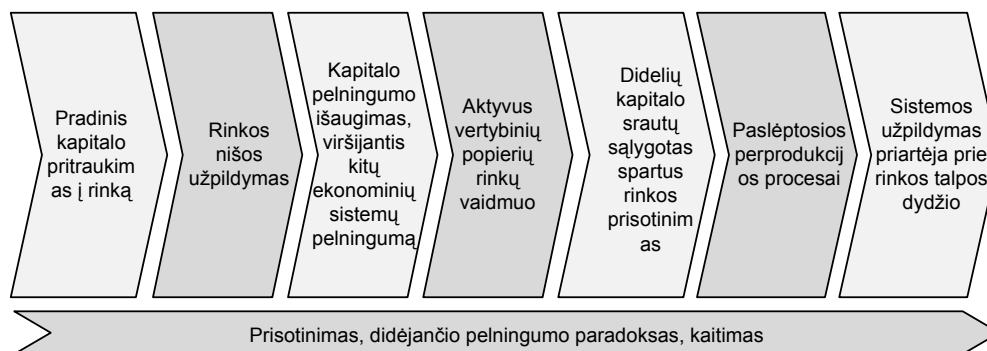 Pradinis
kapitalo
pritraukim
as į rinką
Rinkos
nišos
užpildymas
Kapitalo
pelningumo
išaugimas,
viršijantis
kitų
ekonominių
sistemų
pelningumą
Aktyvus
vertybinių
popierių
rinkų
vaidmuo
Didelių
kapitalo
srautų
sąlygotas
spartus
rinkos
prisotinim
as
Paslėptosios
perprodukcij
os procesai
Sistemos
užpildymas
priartėja prie
rinkos talpos
dydžio
Prisotinimas, didėjančio pelningumo paradoksas, kaitimas